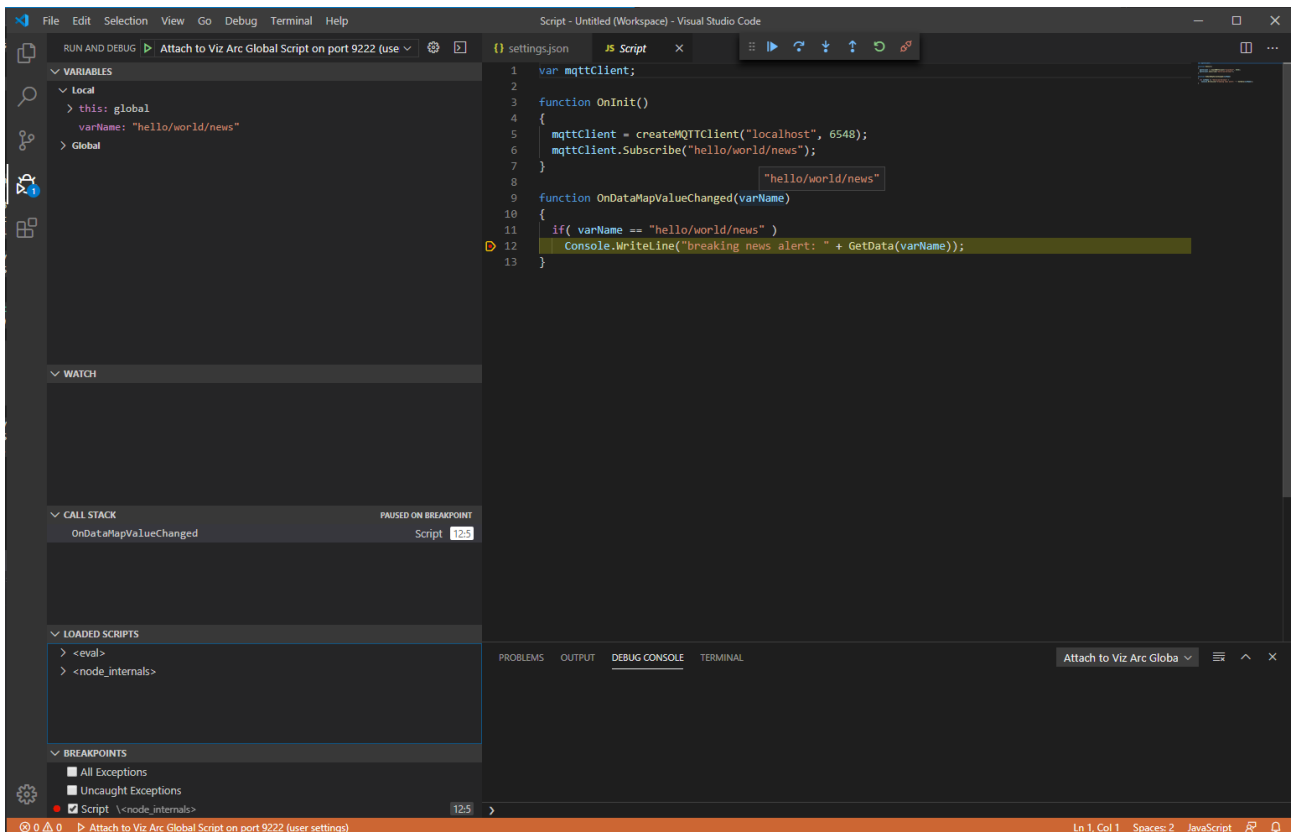 File Edit Selection View Go Debug Terminal Help
Script - Untitled (Workspace) - Visual Studio Code
RUN AND DEBUG Attach to Viz Arc Global Script on port 9222 (use
{} settings.json
JS Script
VARIABLES
Local
this: global
varName: "hello/world/news"
Global
1 var mqttClient;
2
3 function OnInit()
4 {
5 mqttClient = createMQTTClient("localhost", 6548);
6 mqttClient.Subscribe("hello/world/news");
7 }
"hello/world/news"
8
9 function OnDataMapValueChanged(varName)
10 {
11 if( varName == "hello/world/news" )
12 Console.WriteLine("breaking news alert: " + GetData(varName));
13 }
1
WATCH
CALL STACK PAUSED ON BREAKPOINT
OnDataMapValueChanged Script 12:5
LOADED SCRIPTS
<eval>
<node_internals>
PROBLEMS OUTPUT DEBUG CONSOLE TERMINAL Attach to Viz Arc Globa
BREAKPOINTS
All Exceptions
Uncaught Exceptions
Script \<node_internals> 12:5
0 0 Attach to Viz Arc Global Script on port 9222 (user settings)
Ln 1, Col 1 Spaces: 2 JavaScript